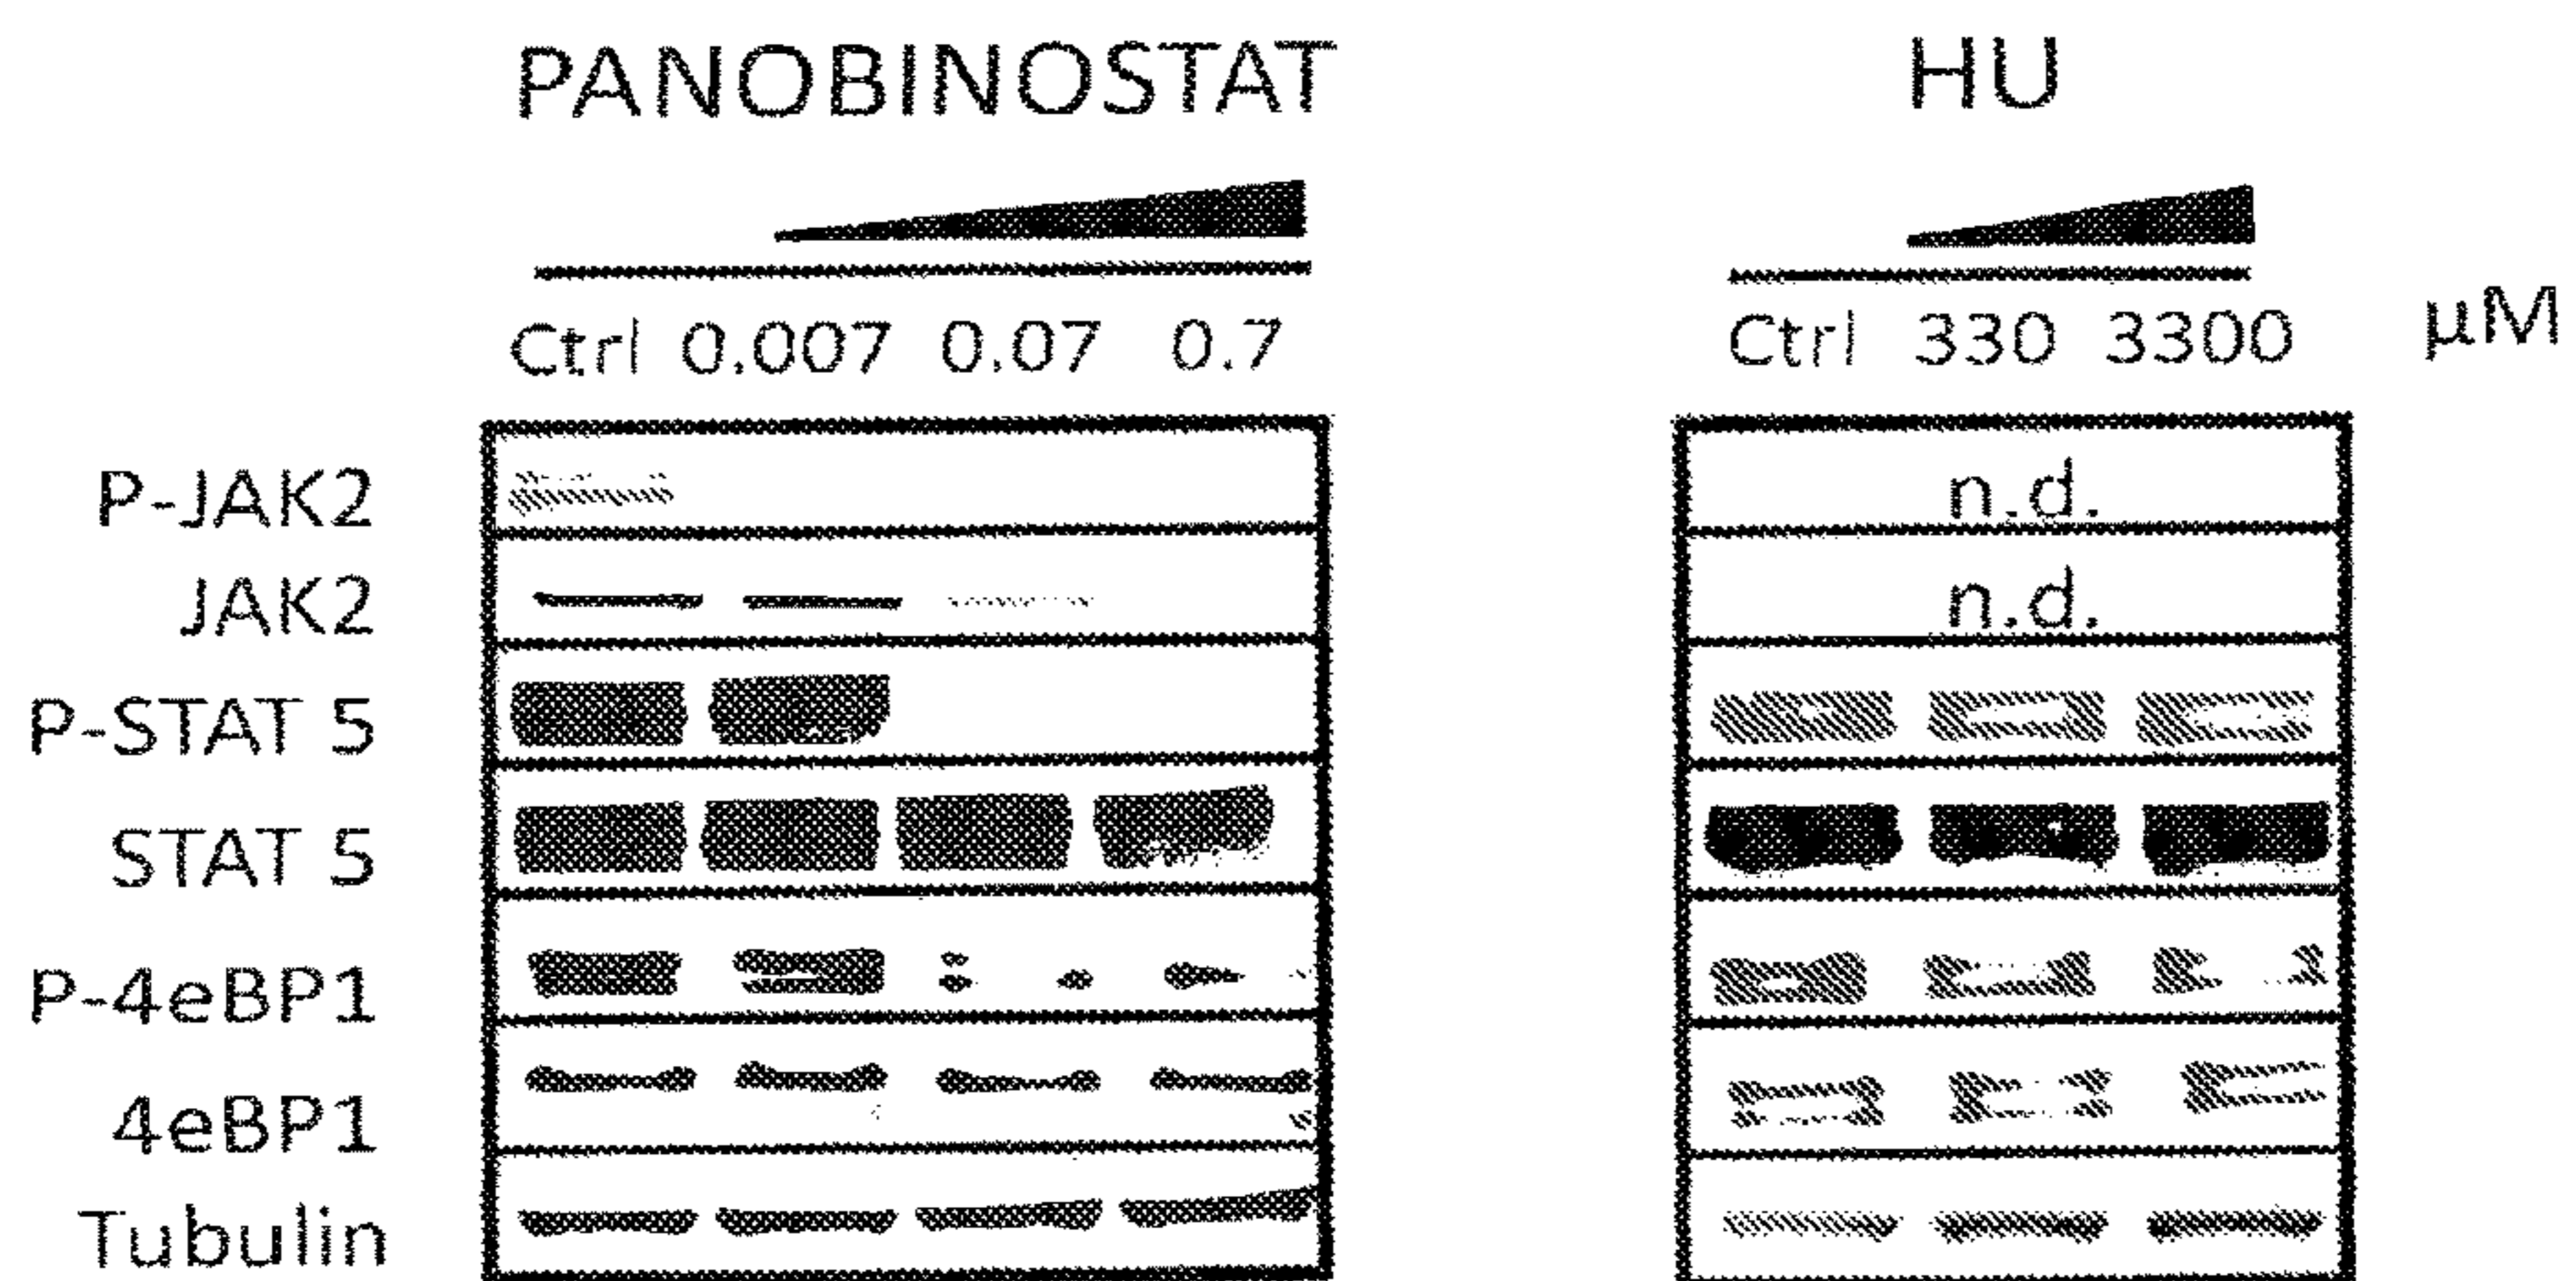 PANOBINOSTAT HU
Ctrl 0.007 0.07 0.7 Ctrl 330 3300 µM
P-JAK2 n.d.
JAK2 n.d.
P-STAT 5
STAT 5
P-4eBP1
4eBP1
Tubulin